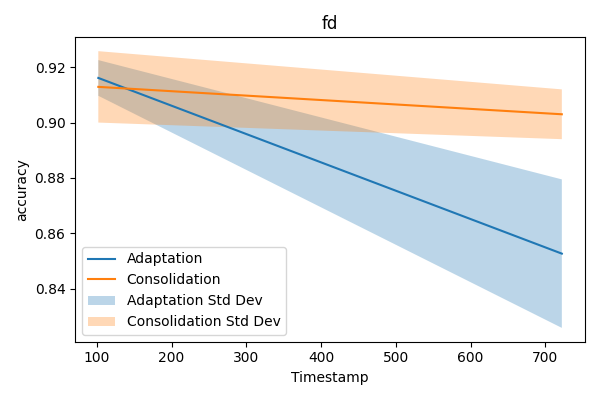 fd
accuracy
0.92
0.90
0.88
0.86
0.84
Adaptation
Consolidation
Adaptation Std Dev
Consolidation Std Dev
100 200 300 400 500 600 700
Timestamp